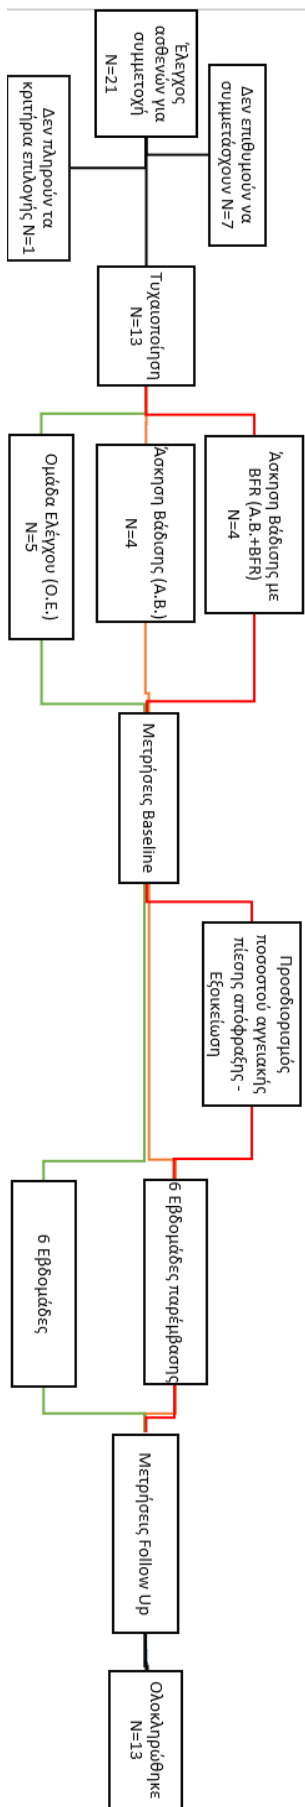 Έλεγχος
ασθενών για
συμμετοχή
N=21
Δεν επιθυμούν να
συμμετάσχουν N=7
Δεν πληρούν τα
κριτήρια επιλογής N=1
Τυχαιοποίηση
N=13
Άσκηση Βάδισης με
BFR (A.B.+BFR)
N=4
Άσκηση Βάδισης (A.B.)
N=4
Ομάδα Ελέγχου (O.E.)
N=5
Μετρήσεις Baseline
Προσδιορισμός
ποσοστού αγγειακής
πίεσης απόφραξης -
Εξοικείωση
6 Εβδομάδες παρέμβασης
6 Εβδομάδες
Μετρήσεις Follow Up
Ολοκληρώθηκε
N=13